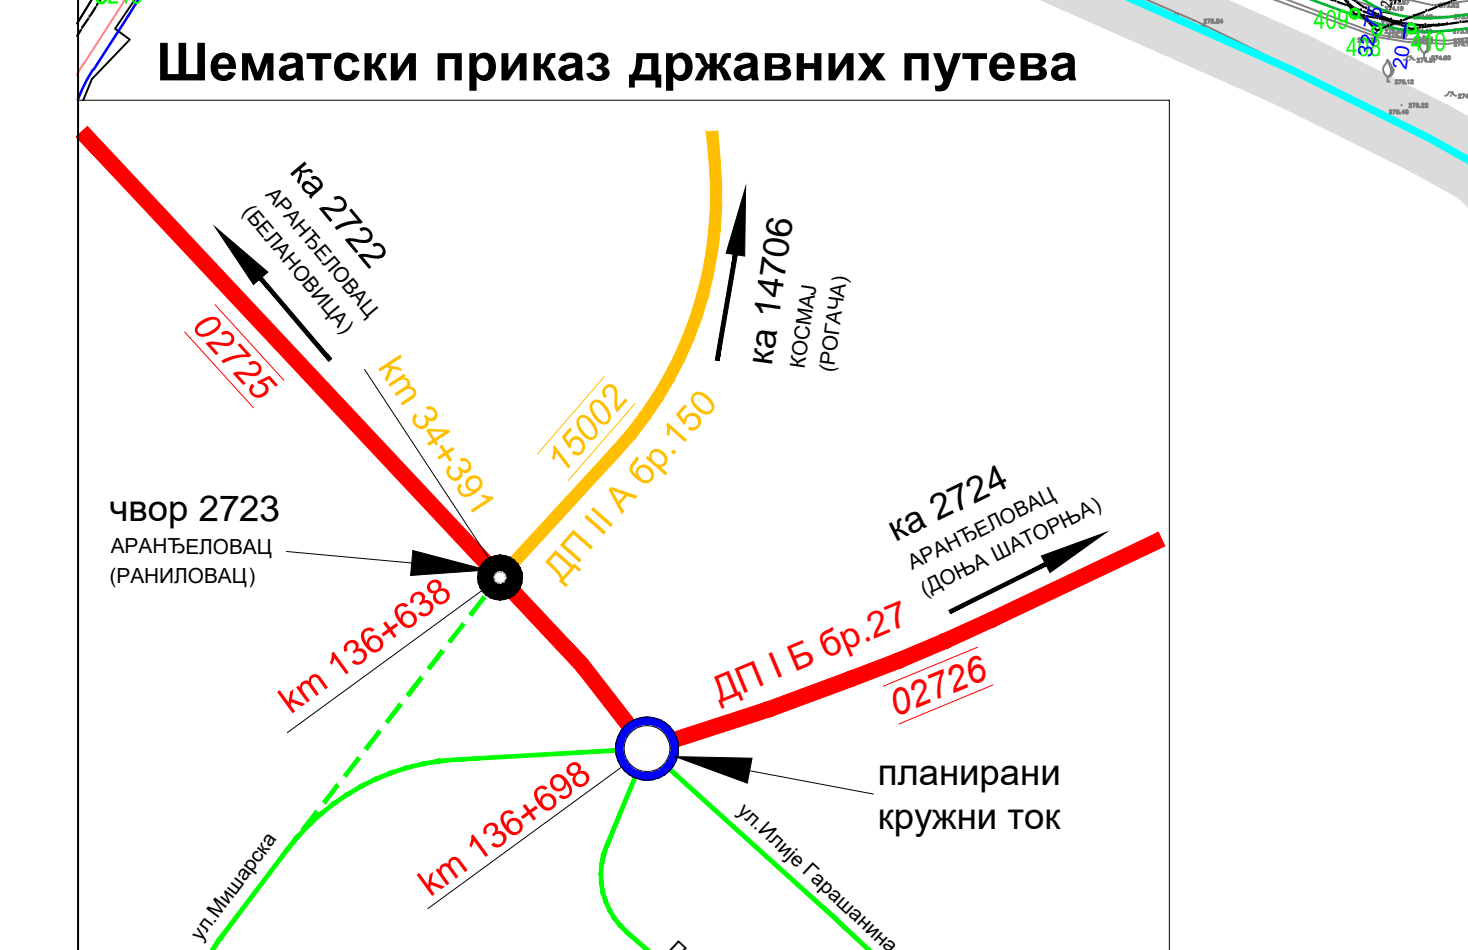 Шематски приказ државних путева
ка 2722
АРАНЂЕЛОВАЦ
(БЕЛАНОВИЦА)
02725
km 34+391
15002
ДП II А бр.150
ка 14706
КОСМАЈ
(РОГАЧА)
чвор 2723
АРАНЂЕЛОВАЦ
(РАНИЛОВАЦ)
km 136+638
ка 2724
АРАНЂЕЛОВАЦ
(ДОЊА ШАТОРЊА)
ДП I Б бр.27
02726
km 136+698
планирани
кружни ток
ул.Мишарска
ул.Илије Гарашанина